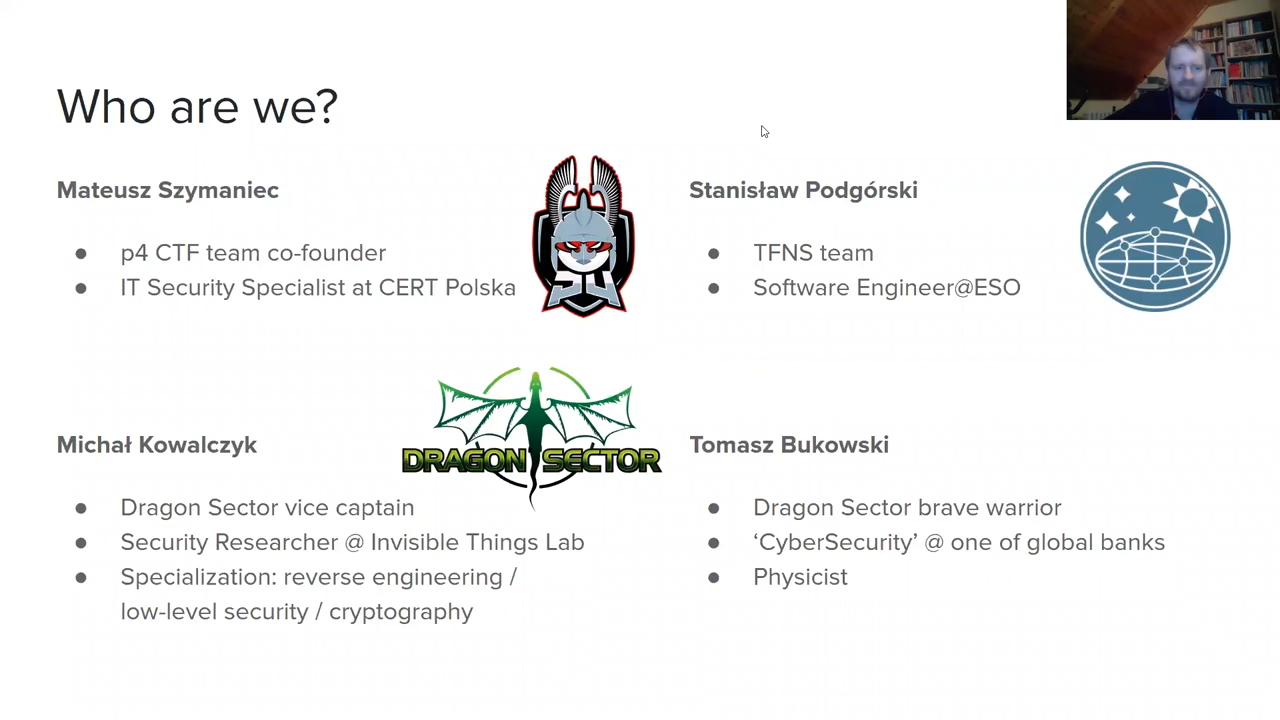 Who are we?
Mateusz Szymaniec
● p4 CTF team co-founder
● IT Security Specialist at CERT Polska
p4
Stanisław Podgórski
● TFNS team
● Software Engineer@ESO
Michał Kowalczyk
DRAGON SECTOR
● Dragon Sector vice captain
● Security Researcher @ Invisible Things Lab
● Specialization: reverse engineering /
low-level security / cryptography
Tomasz Bukowski
● Dragon Sector brave warrior
● ‘CyberSecurity’ @ one of global banks
● Physicist